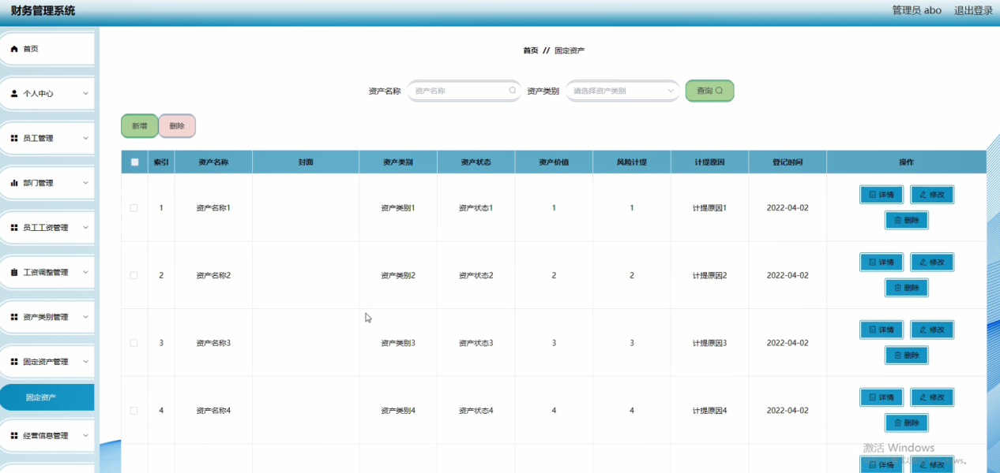 财务管理系统
管理员 abo 退出登录
首页
个人中心
员工管理
部门管理
员工工资管理
工资调整管理
资产类别管理
固定资产管理
固定资产
经营信息管理
首页 // 固定资产
资产名称 资产名称 资产类别 请选择资产类别 查询
新增 删除
索引 资产名称 封面 资产类别 资产状态 资产价值 风险计提 计提原因 登记时间 操作
1 资产名称1 资产类别1 资产状态1 1 1 计提原因1 2022-04-02 详情 修改
删除
2 资产名称2 资产类别2 资产状态2 2 2 计提原因2 2022-04-02 详情 修改
删除
3 资产名称3 资产类别3 资产状态3 3 3 计提原因3 2022-04-02 详情 修改
删除
4 资产名称4 资产类别4 资产状态4 4 4 计提原因4 2022-04-02 详情 修改
删除
激活 Windows
详情 修改